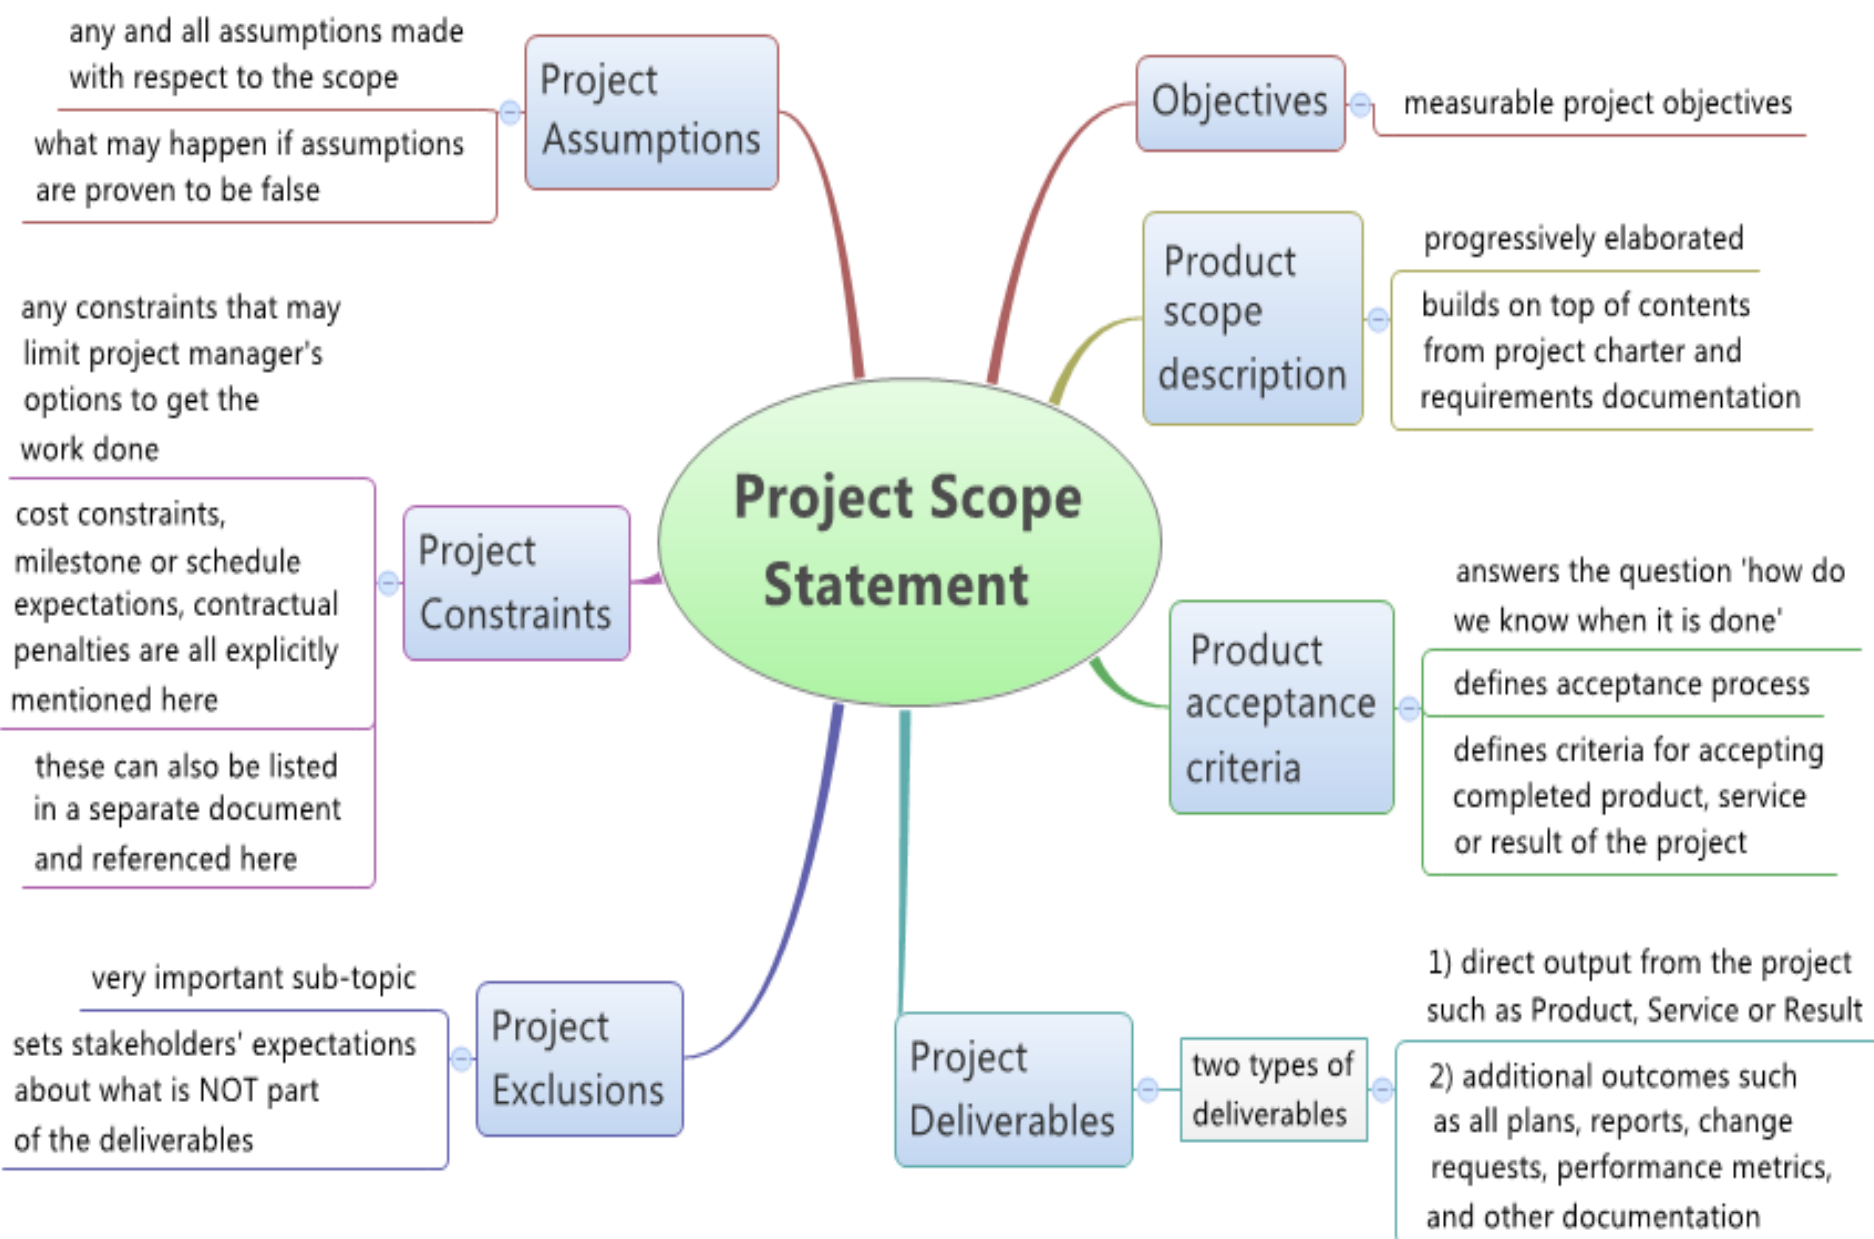 Project Scope
Statement
Objectives
measurable project objectives
Product
scope
description
progressively elaborated
builds on top of contents
from project charter and
requirements documentation
Product
acceptance
criteria
answers the question 'how do
we know when it is done'
defines acceptance process
defines criteria for accepting
completed product, service
or result of the project
Project
Deliverables
two types of
deliverables
1) direct output from the project
such as Product, Service or Result
2) additional outcomes such
as all plans, reports, change
requests, performance metrics,
and other documentation
Project
Assumptions
any and all assumptions made
with respect to the scope
what may happen if assumptions
are proven to be false
Project
Constraints
any constraints that may
limit project manager's
options to get the
work done
cost constraints,
milestone or schedule
expectations, contractual
penalties are all explicitly
mentioned here
these can also be listed
in a separate document
and referenced here
Project
Exclusions
very important sub-topic
sets stakeholders' expectations
about what is NOT part
of the deliverables